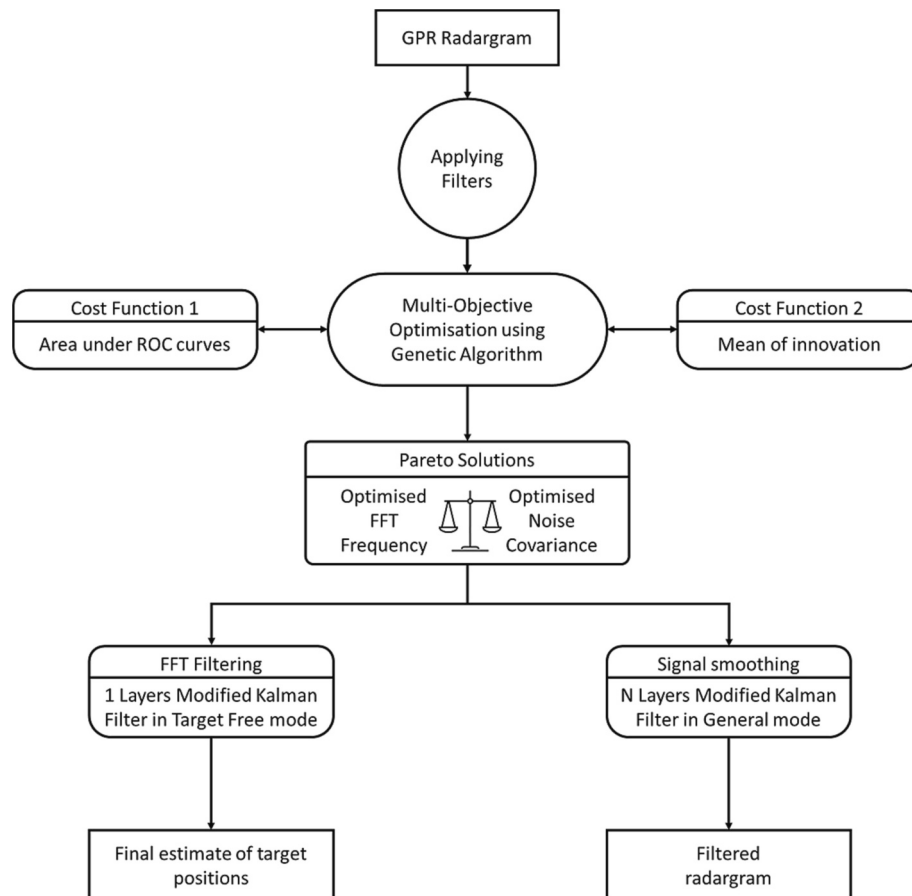 GPR Radargram
Applying
Filters
Cost Function 1
Area under ROC curves
Multi-Objective
Optimisation using
Genetic Algorithm
Cost Function 2
Mean of innovation
Pareto Solutions
Optimised
FFT
Frequency
Optimised
Noise
Covariance
FFT Filtering
1 Layers Modified Kalman
Filter in Target Free mode
Signal smoothing
N Layers Modified Kalman
Filter in General mode
Final estimate of target
positions
Filtered
radargram